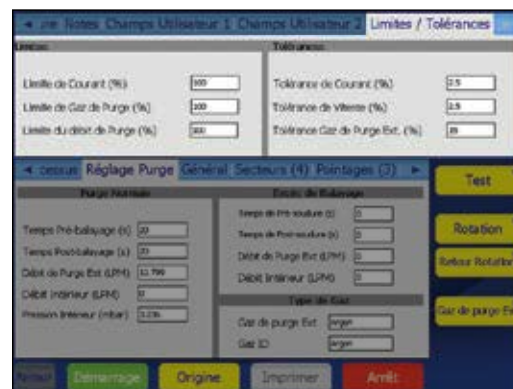 Notes Champs Utilisateur 1 Champs Utilisateur 2 Limites / Tolérances
Limites
Tolérances
Limite de Courant (%) 100
Limite de Gaz de Purge (%) 100
Limite du débit de Purge (%)
Tolérance de Courant (%) 2.5
Tolérance de Vitesse (%) 2.5
Tolérance Gaz de Purge Ext. (%)
Réglage Purge Général Secteurs (4) Pointages (3)
Purge Normale
Temps Pré-balayage (s) 20
Temps Post-balayage (s) 20
Débit de Purge Ext (LPM)
Débit Intérieur (LPM) 0
Pression Intérieur (mbar)
Excès de Balayage
Temps de Pré-soudure (s) 0
Temps de Post-soudure (s) 0
Débit de Purge Ext (LPM) 0
Débit Intérieur (LPM) 0
Type de Gaz
Gaz de purge Ext Argon
Gaz ID Argon
Test
Rotation
Retour Rotation
Gaz de purge Ext
Démarrage Origine Imprimer Arrêt